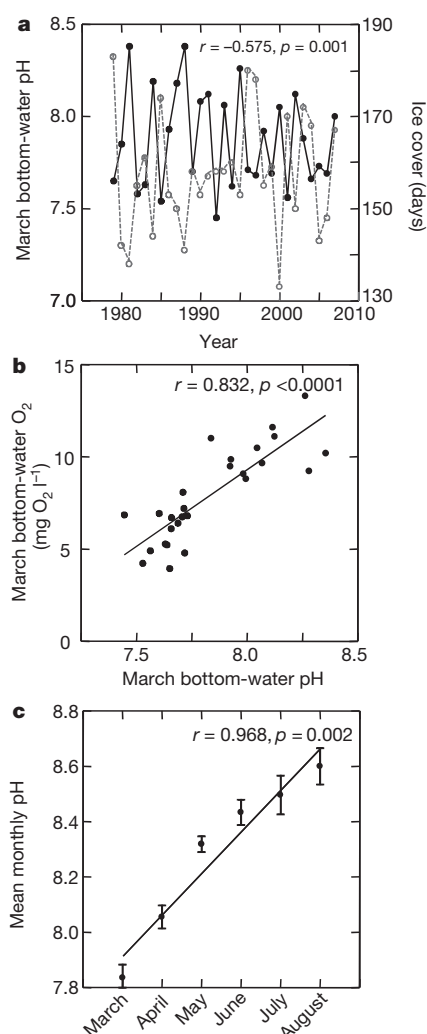 a
r = –0.575, p = 0.001
March bottom-water pH
8.5
8.0
7.5
7.0
Ice cover (days)
190
170
150
130
1980
1990
2000
2010
Year
b
r = 0.832, p <0.0001
March bottom-water O2
(mg O2 l–1)
15
10
5
0
7.5
8.0
8.5
March bottom-water pH
c
r = 0.968, p = 0.002
Mean monthly pH
8.8
8.6
8.4
8.2
8.0
7.8
March
April
May
June
July
August